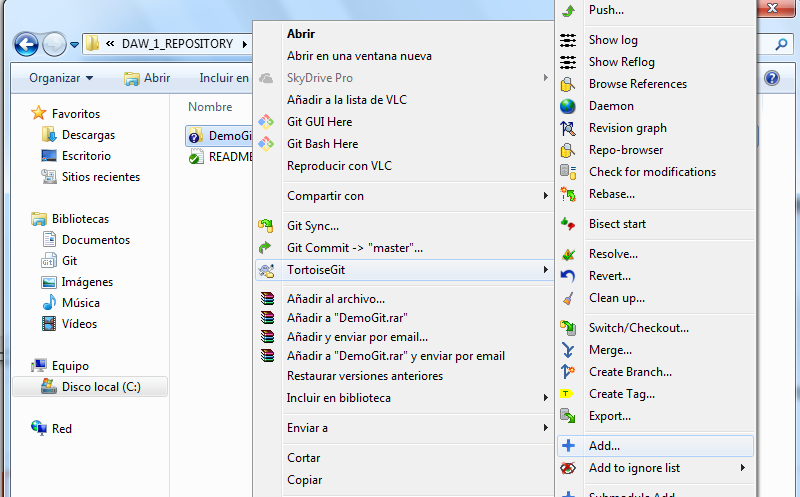 DAW_1_REPOSITORY
Organizar
Abrir
Incluir en
Favoritos
Descargas
Escritorio
Sitios recientes
Bibliotecas
Documentos
Git
Imágenes
Música
Vídeos
Equipo
Disco local (C:)
Red
Nombre
DemoGi
README
Abrir
Abrir en una ventana nueva
SkyDrive Pro
Añadir a la lista de VLC
Git GUI Here
Git Bash Here
Reproducir con VLC
Compartir con
Git Sync...
Git Commit -> "master"...
TortoiseGit
Añadir al archivo...
Añadir a "DemoGit.rar"
Añadir y enviar por email...
Añadir a "DemoGit.rar" y enviar por email
Restaurar versiones anteriores
Incluir en biblioteca
Enviar a
Cortar
Copiar
Push...
Show log
Show Reflog
Browse References
Daemon
Revision graph
Repo-browser
Check for modifications
Rebase...
Bisect start
Resolve...
Revert...
Clean up...
Switch/Checkout...
Merge...
Create Branch...
Create Tag...
Export...
Add...
Add to ignore list
Submodule Add